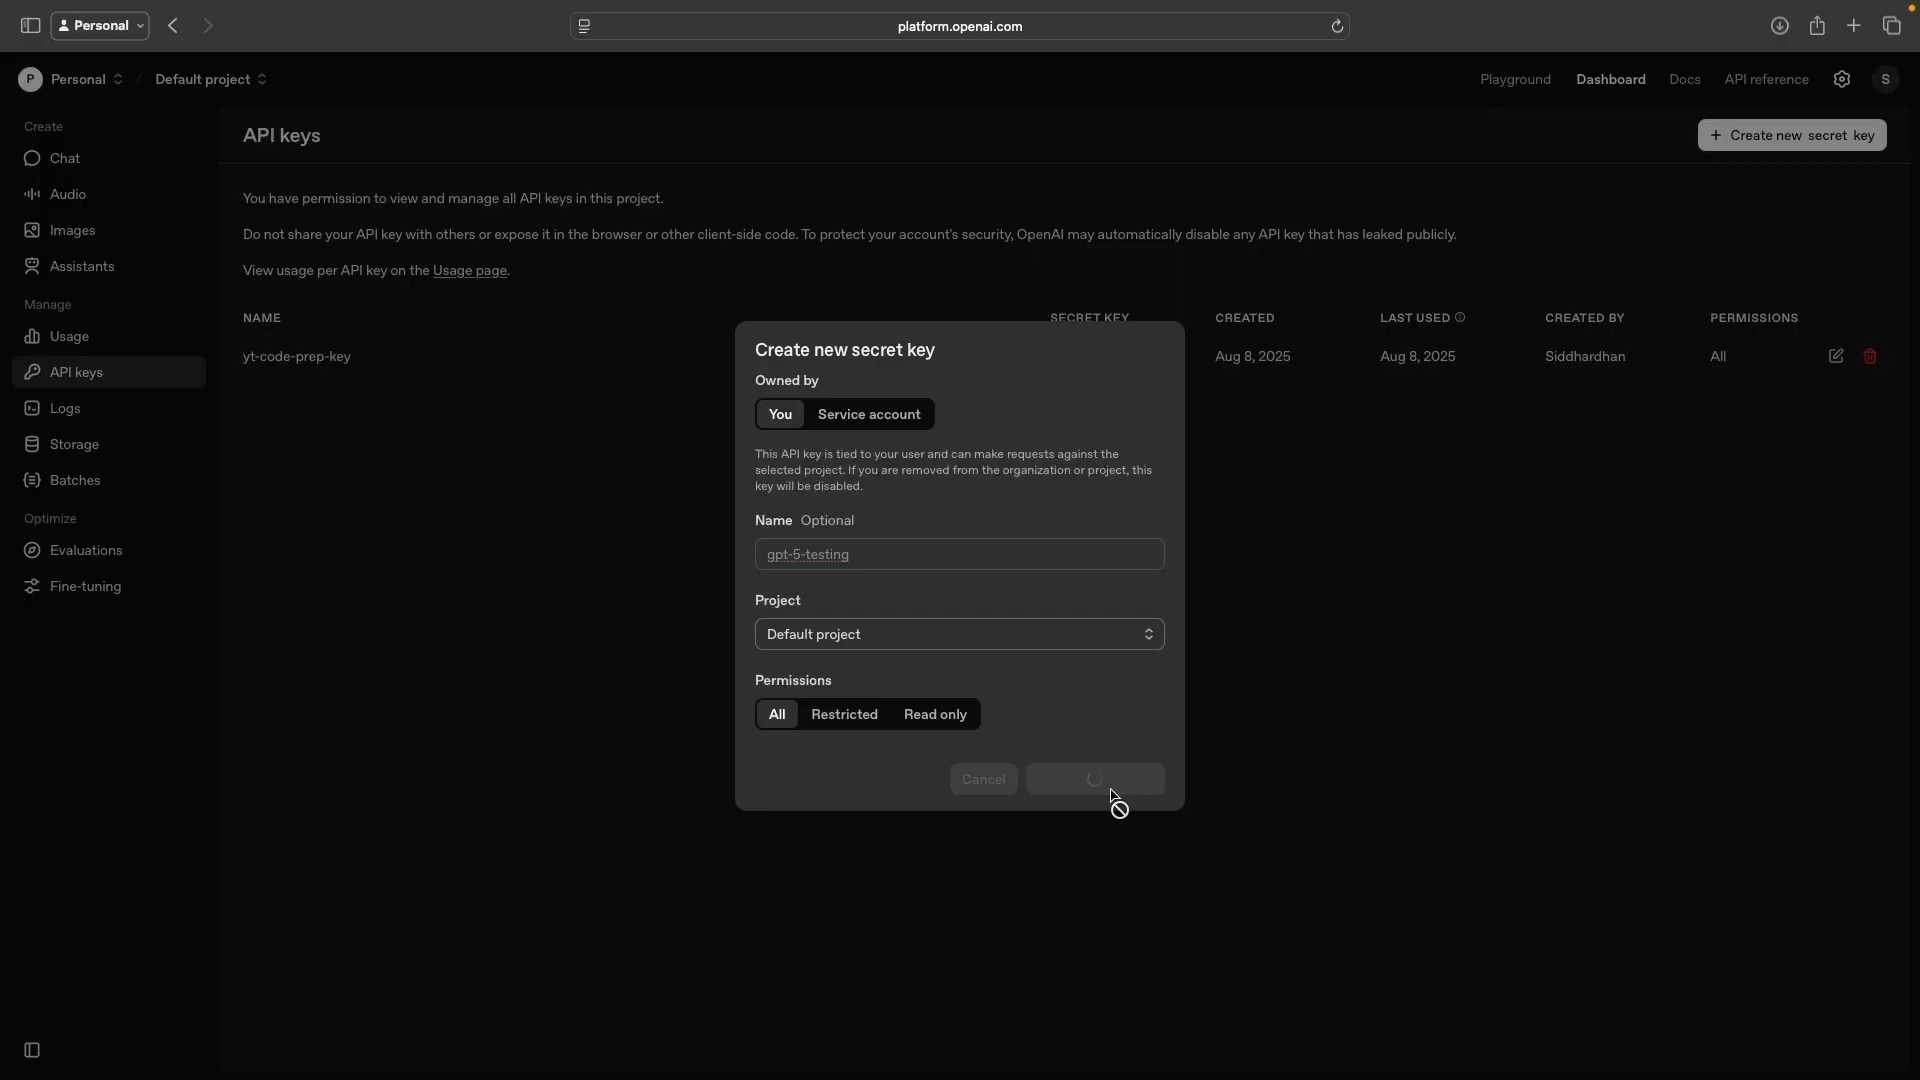 Personal
platform.openai.com
P Personal / Default project
Playground
Dashboard
Docs
API reference
S
Create
Chat
Audio
Images
Assistants
Manage
Usage
API keys
Logs
Storage
Batches
Optimize
Evaluations
Fine-tuning
API keys
+ Create new secret key
You have permission to view and manage all API keys in this project.
Do not share your API key with others or expose it in the browser or other client-side code. To protect your account's security, OpenAI may automatically disable any API key that has leaked publicly.
View usage per API key on the Usage page.
NAME SECRET KEY CREATED LAST USED CREATED BY PERMISSIONS
yt-code-prep-key Aug 8, 2025 Aug 8, 2025 Siddhardhan All
Create new secret key
Owned by
You Service account
This API key is tied to your user and can make requests against the
selected project. If you are removed from the organization or project, this
key will be disabled.
Name Optional
gpt-5-testing
Project
Default project
Permissions
All Restricted Read only
Cancel